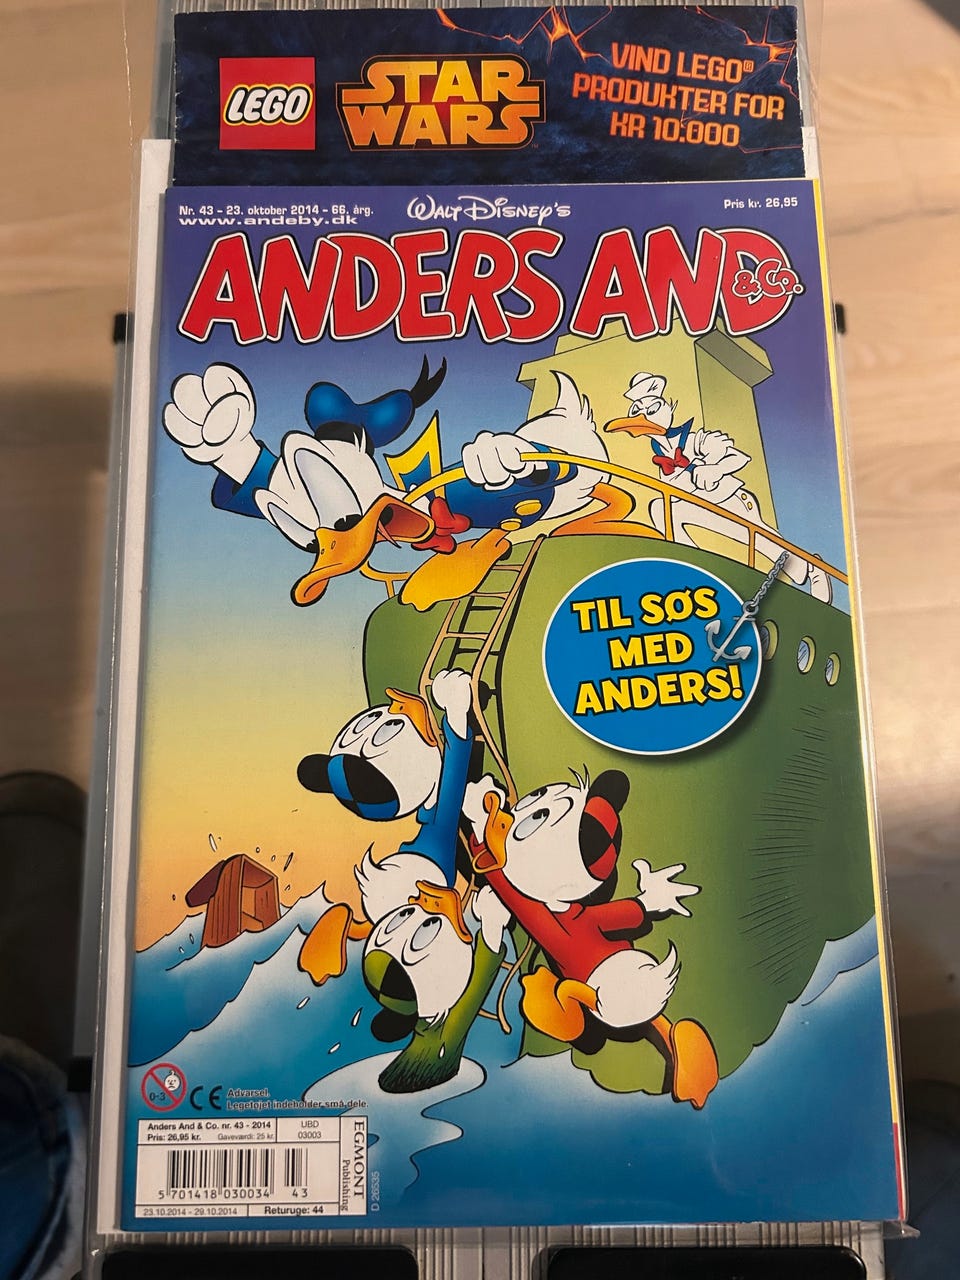 LEGO
STAR WARS™
VIND LEGO®
PRODUKTER FOR
KR 10.000
Nr. 43 - 23. oktober 2014 - 66. årg.
www.andeby.dk
WALT DISNEY'S
Pris kr. 26,95
ANDERS AND
& Co.
TIL SØS
MED
ANDERS!
0-3
CE
Advarsel.
Legetøjet indeholder små dele.
Anders And & Co. nr. 43 - 2014
Pris: 26,95 kr. Gaveværdi: 25 kr.
UBD
03003
5 701418 030034 43
23.10.2014 - 29.10.2014
Returuge: 44
EGMONT
Publishing
D 26535